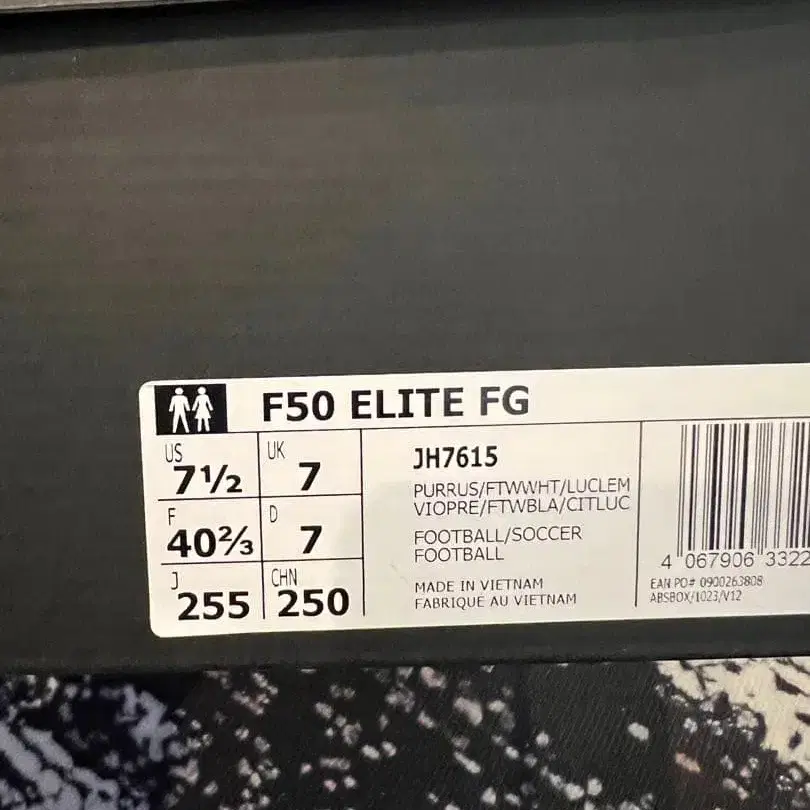 F50 ELITE FG
US 7½ UK 7
F 40⅔ D 7
J 255 CHN 250
JH7615
PURRUS/FTWWHT/LUCLEM
VIOPRE/FTWBLA/CITLUC
FOOTBALL/SOCCER
FOOTBALL
MADE IN VIETNAM
FABRIQUÉ AU VIETNAM
4 067906 3322
EAN PO# 0900263808
ABSBOX/1023/V12